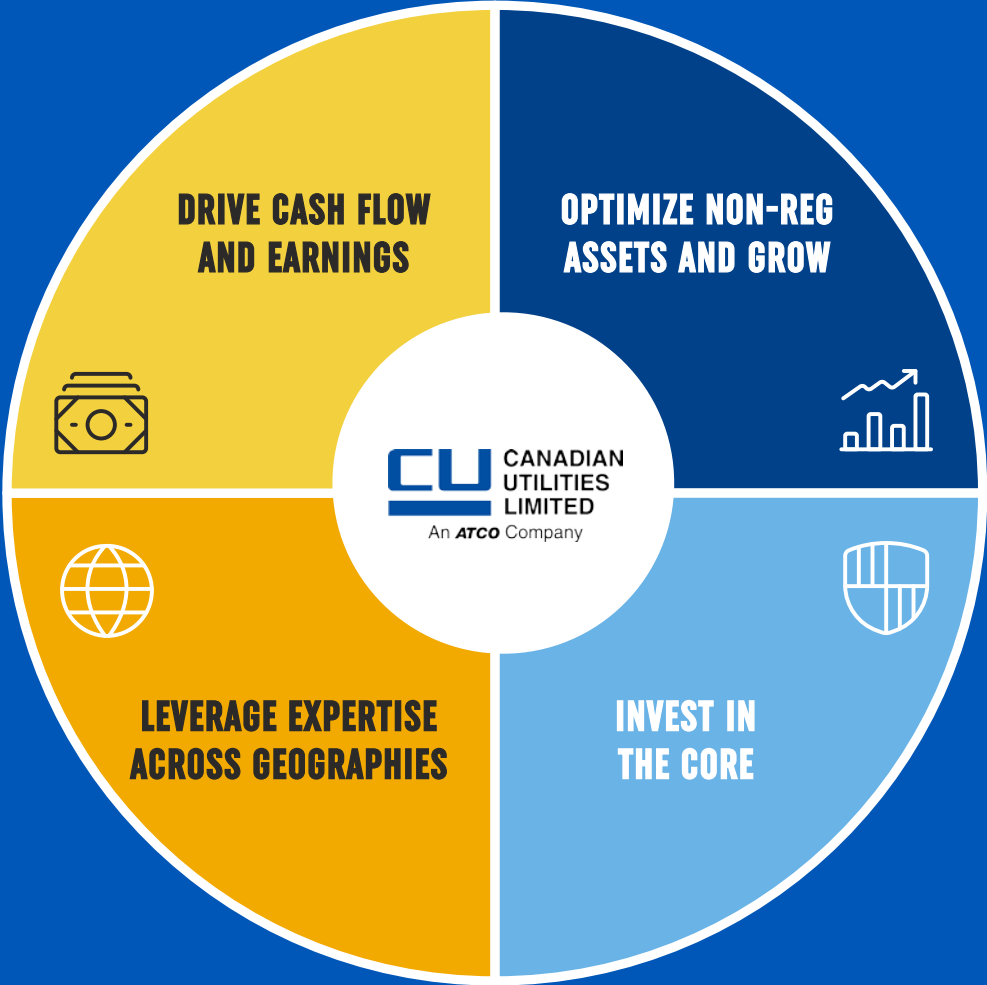 DRIVE CASH FLOW
AND EARNINGS
OPTIMIZE NON-REG
ASSETS AND GROW
CU
CANADIAN
UTILITIES
LIMITED
An ATCO Company
LEVERAGE EXPERTISE
ACROSS GEOGRAPHIES
INVEST IN
THE CORE